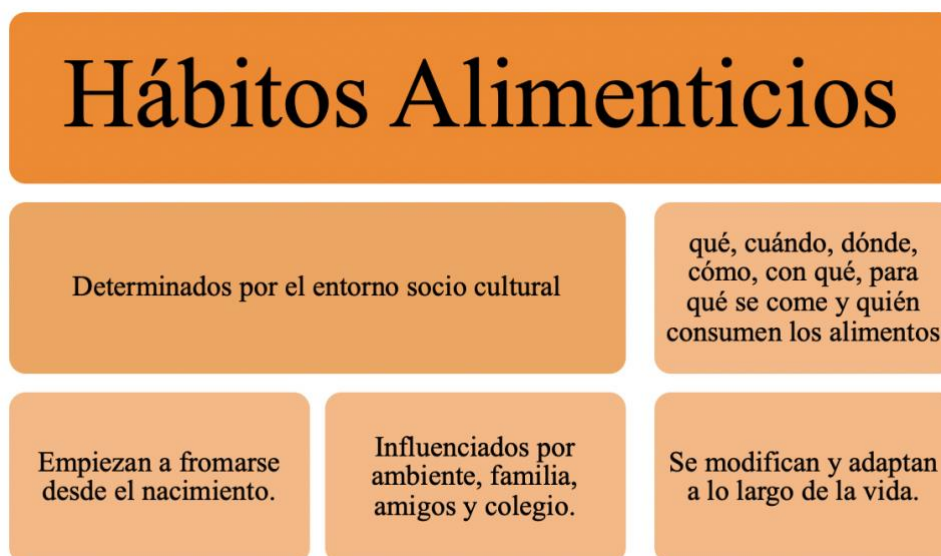 Hábitos Alimenticios
Determinados por el entorno socio cultural
qué, cuándo, dónde,
cómo, con qué, para
qué se come y quién
consumen los alimentos
Empiezan a fromarse
desde el nacimiento.
Influenciados por
ambiente, familia,
amigos y colegio.
Se modifican y adaptan
a lo largo de la vida.